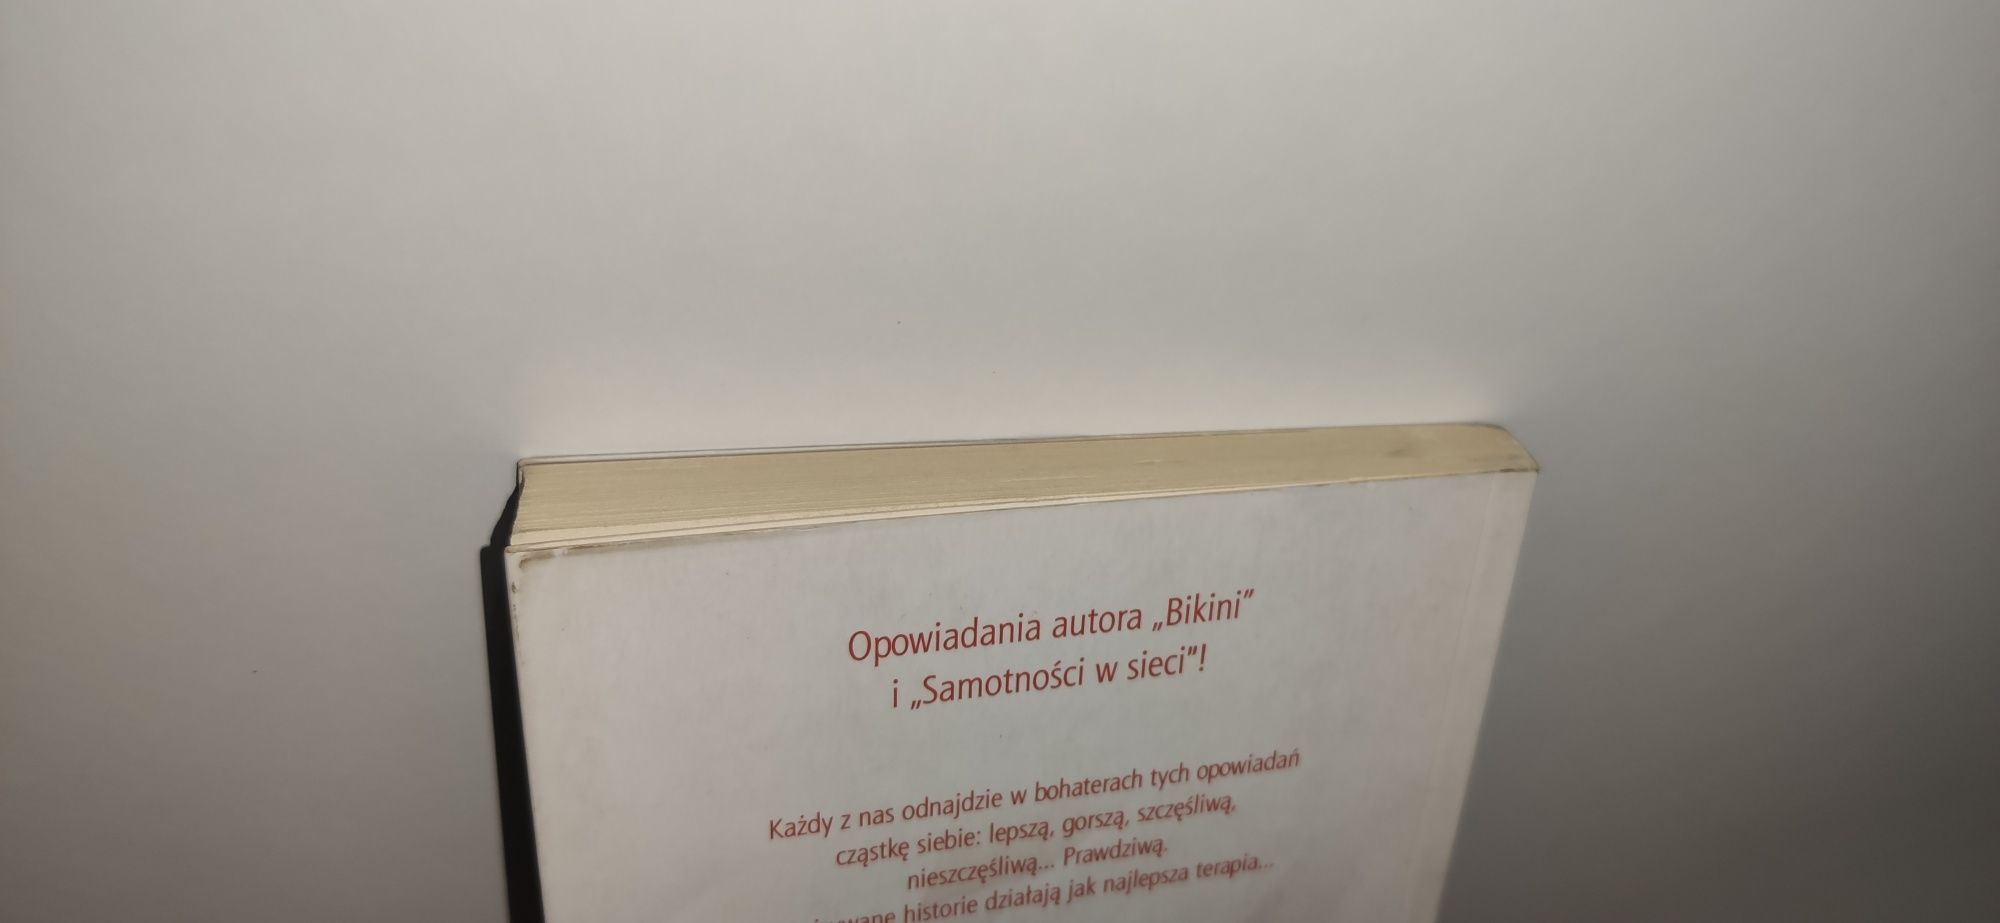 Opowiadania autora „Bikini”
i „Samotności w sieci”!
Każdy z nas odnajdzie w bohaterach tych opowiadań
cząstkę siebie: lepszą, gorszą, szczęśliwą,
nieszczęśliwą... Prawdziwą.
historie działają jak najlepsza terapia...